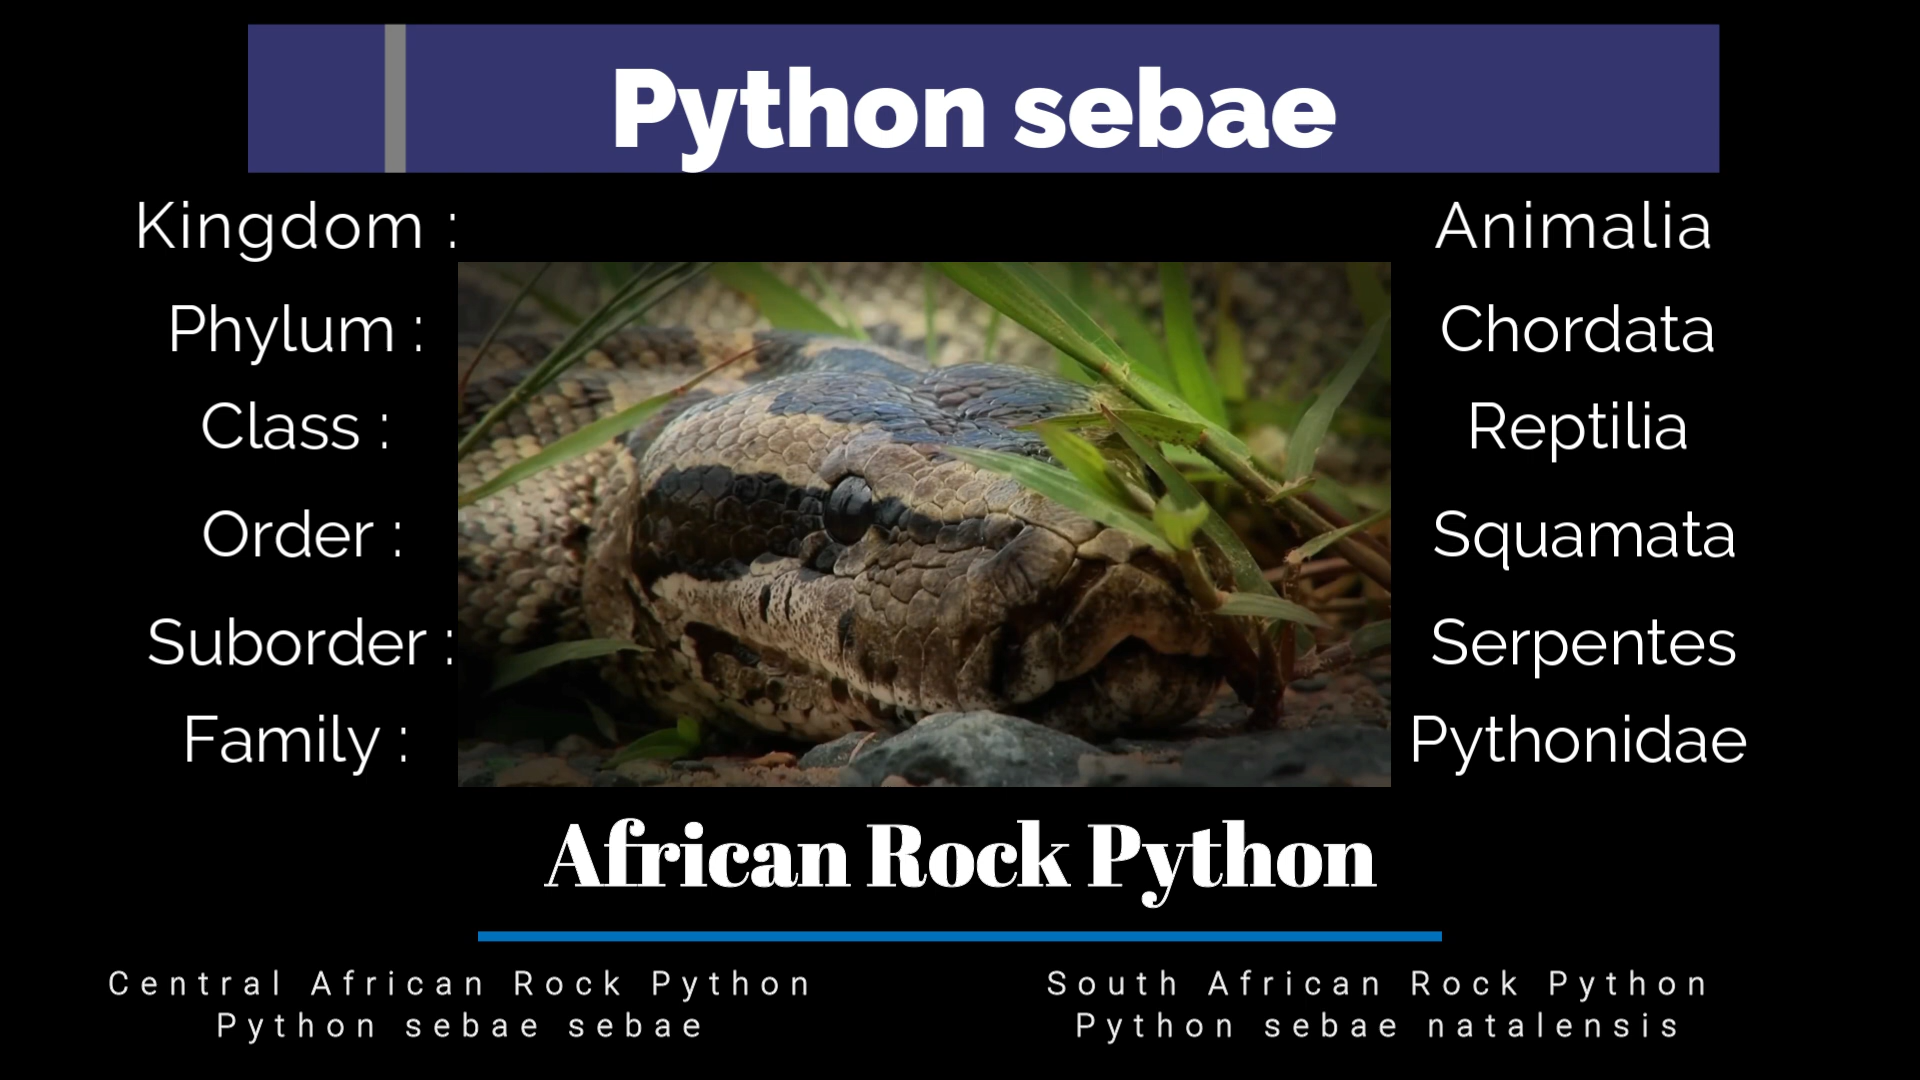 Python sebae
Kingdom : Animalia
Phylum : Chordata
Class : Reptilia
Order : Squamata
Suborder : Serpentes
Family : Pythonidae
African Rock Python
Central African Rock Python
Python sebae sebae
South African Rock Python
Python sebae natalensis